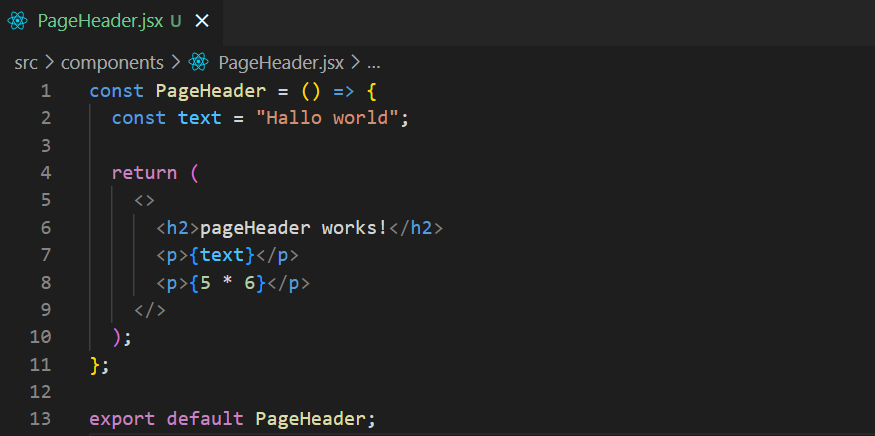 PageHeader.jsx U ×
src > components > PageHeader.jsx > ...
1 const PageHeader = () => {
2   const text = "Hallo world";
3
4   return (
5     <>
6       <h2>pageHeader works!</h2>
7       <p>{text}</p>
8       <p>{5 * 6}</p>
9     </>
10   );
11 };
12
13 export default PageHeader;